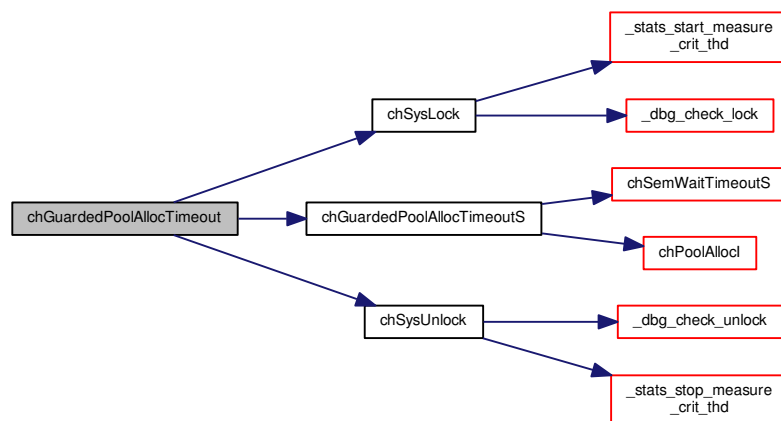 chGuardedPoolAllocTimeout
chSysLock
chGuardedPoolAllocTimeoutS
chSysUnlock
_stats_start_measure
_crit_thd
_dbg_check_lock
chSemWaitTimeoutS
chPoolAllocI
_dbg_check_unlock
_stats_stop_measure
_crit_thd